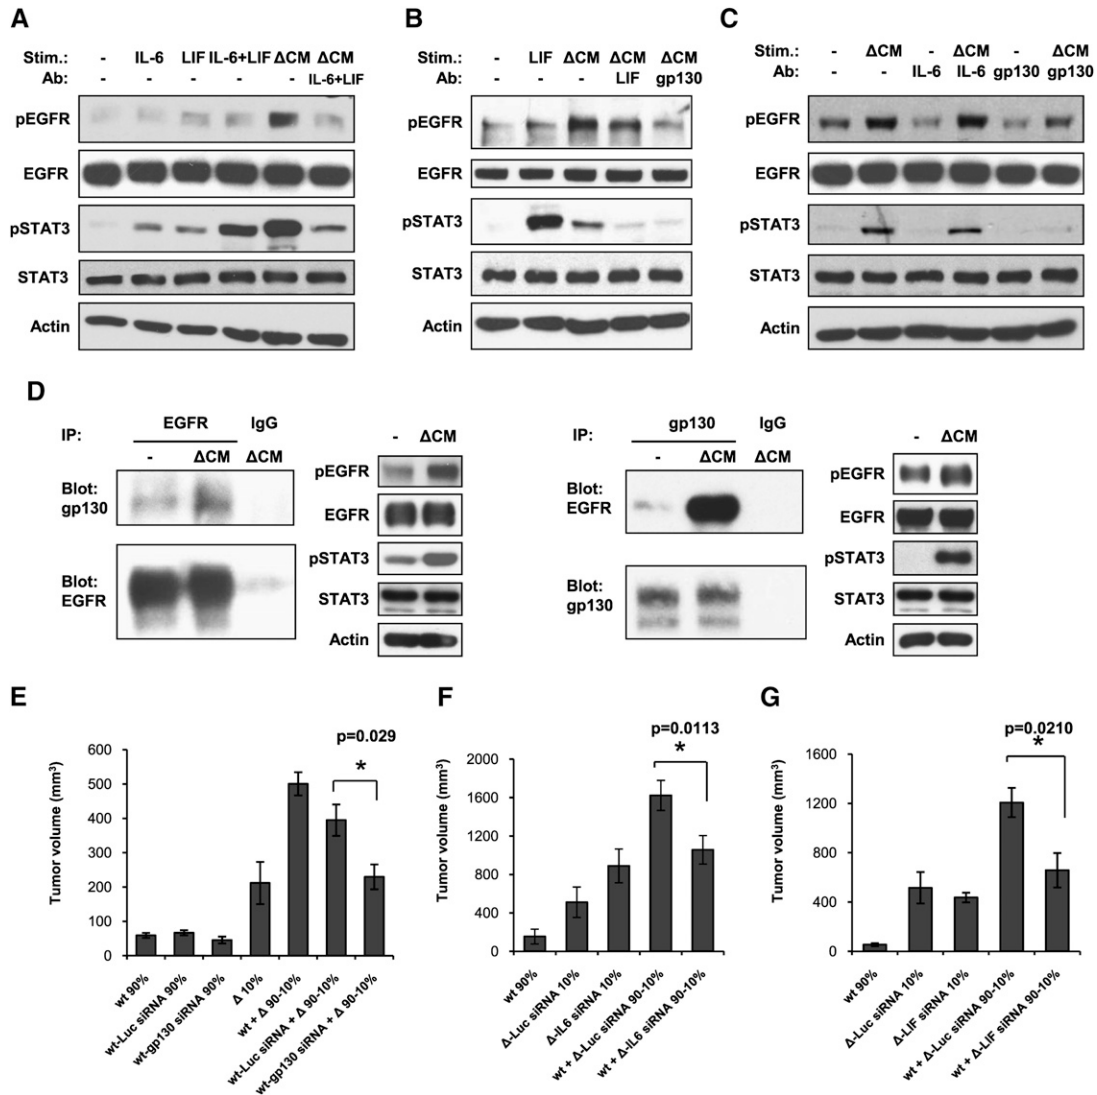 A
Stim.: - IL-6 LIF IL-6+LIF ΔCM ΔCM
Ab: - - - - - IL-6+LIF
pEGFR
EGFR
pSTAT3
STAT3
Actin
B
Stim.: - LIF ΔCM ΔCM ΔCM
Ab: - - - LIF gp130
pEGFR
EGFR
pSTAT3
STAT3
Actin
C
Stim.: - ΔCM - ΔCM - ΔCM
Ab: - - IL-6 IL-6 gp130 gp130
pEGFR
EGFR
pSTAT3
STAT3
Actin
D
IP: EGFR IgG
- ΔCM ΔCM
Blot:
gp130
Blot:
EGFR
- ΔCM
pEGFR
EGFR
pSTAT3
STAT3
Actin
IP: gp130 IgG
- ΔCM ΔCM
Blot:
EGFR
Blot:
gp130
- ΔCM
pEGFR
EGFR
pSTAT3
STAT3
Actin
E
p=0.029
*
Tumor volume (mm³)
600
500
400
300
200
100
0
wt 90%
wt-Luc siRNA 90%
wt-gp130 siRNA 90%
Δ 10%
wt + Δ 90-10%
wt-Luc siRNA + Δ 90-10%
wt-gp130 siRNA + Δ 90-10%
F
p=0.0113
*
Tumor volume (mm³)
2000
1600
1200
800
400
0
wt 90%
Δ-Luc siRNA 10%
Δ-IL6 siRNA 10%
wt + Δ-Luc siRNA 90-10%
wt + Δ-IL6 siRNA 90-10%
G
p=0.0210
*
Tumor volume (mm³)
1600
1200
800
400
0
wt 90%
Δ-Luc siRNA 10%
Δ-LIF siRNA 10%
wt + Δ-Luc siRNA 90-10%
wt + Δ-LIF siRNA 90-10%